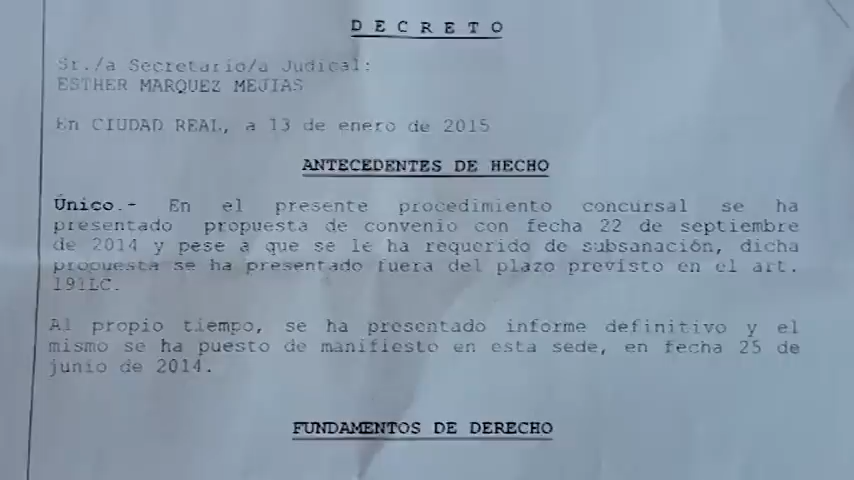 D E C R E T O
Sr./a Secretario/a Judical:
ESTHER MARQUEZ MEJIAS
En CIUDAD REAL, a 13 de enero de 2015
ANTECEDENTES DE HECHO
Único.- En el presente procedimiento concursal se ha
presentado propuesta de convenio con fecha 22 de septiembre
de 2014 y pese a que se le ha requerido de subsanación, dicha
propuesta se ha presentado fuera del plazo previsto en el art.
191LC.
Al propio tiempo, se ha presentado informe definitivo y el
mismo se ha puesto de manifiesto en esta sede, en fecha 25 de
junio de 2014.
FUNDAMENTOS DE DERECHO